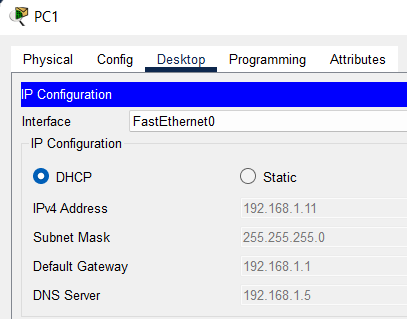 PC1
Physical Config Desktop Programming Attributes
IP Configuration
Interface FastEthernet0
IP Configuration
DHCP Static
IPv4 Address 192.168.1.11
Subnet Mask 255.255.255.0
Default Gateway 192.168.1.1
DNS Server 192.168.1.5